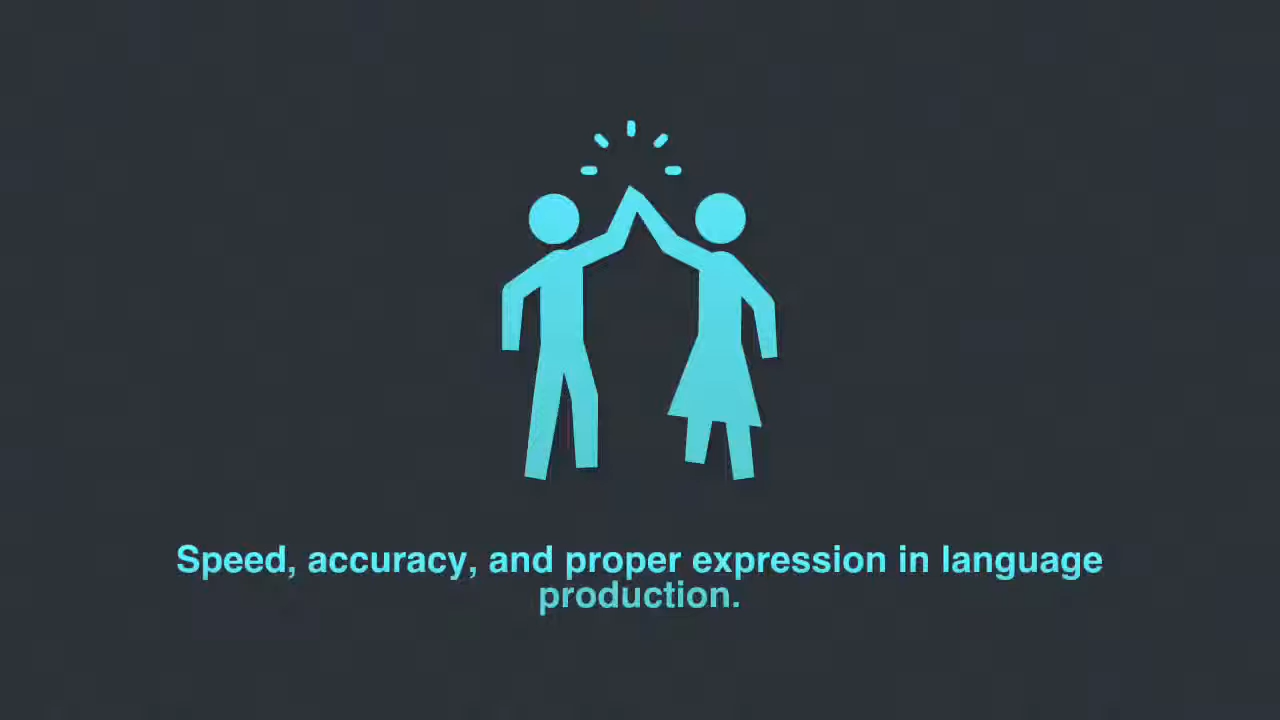 Speed, accuracy, and proper expression in language
production.